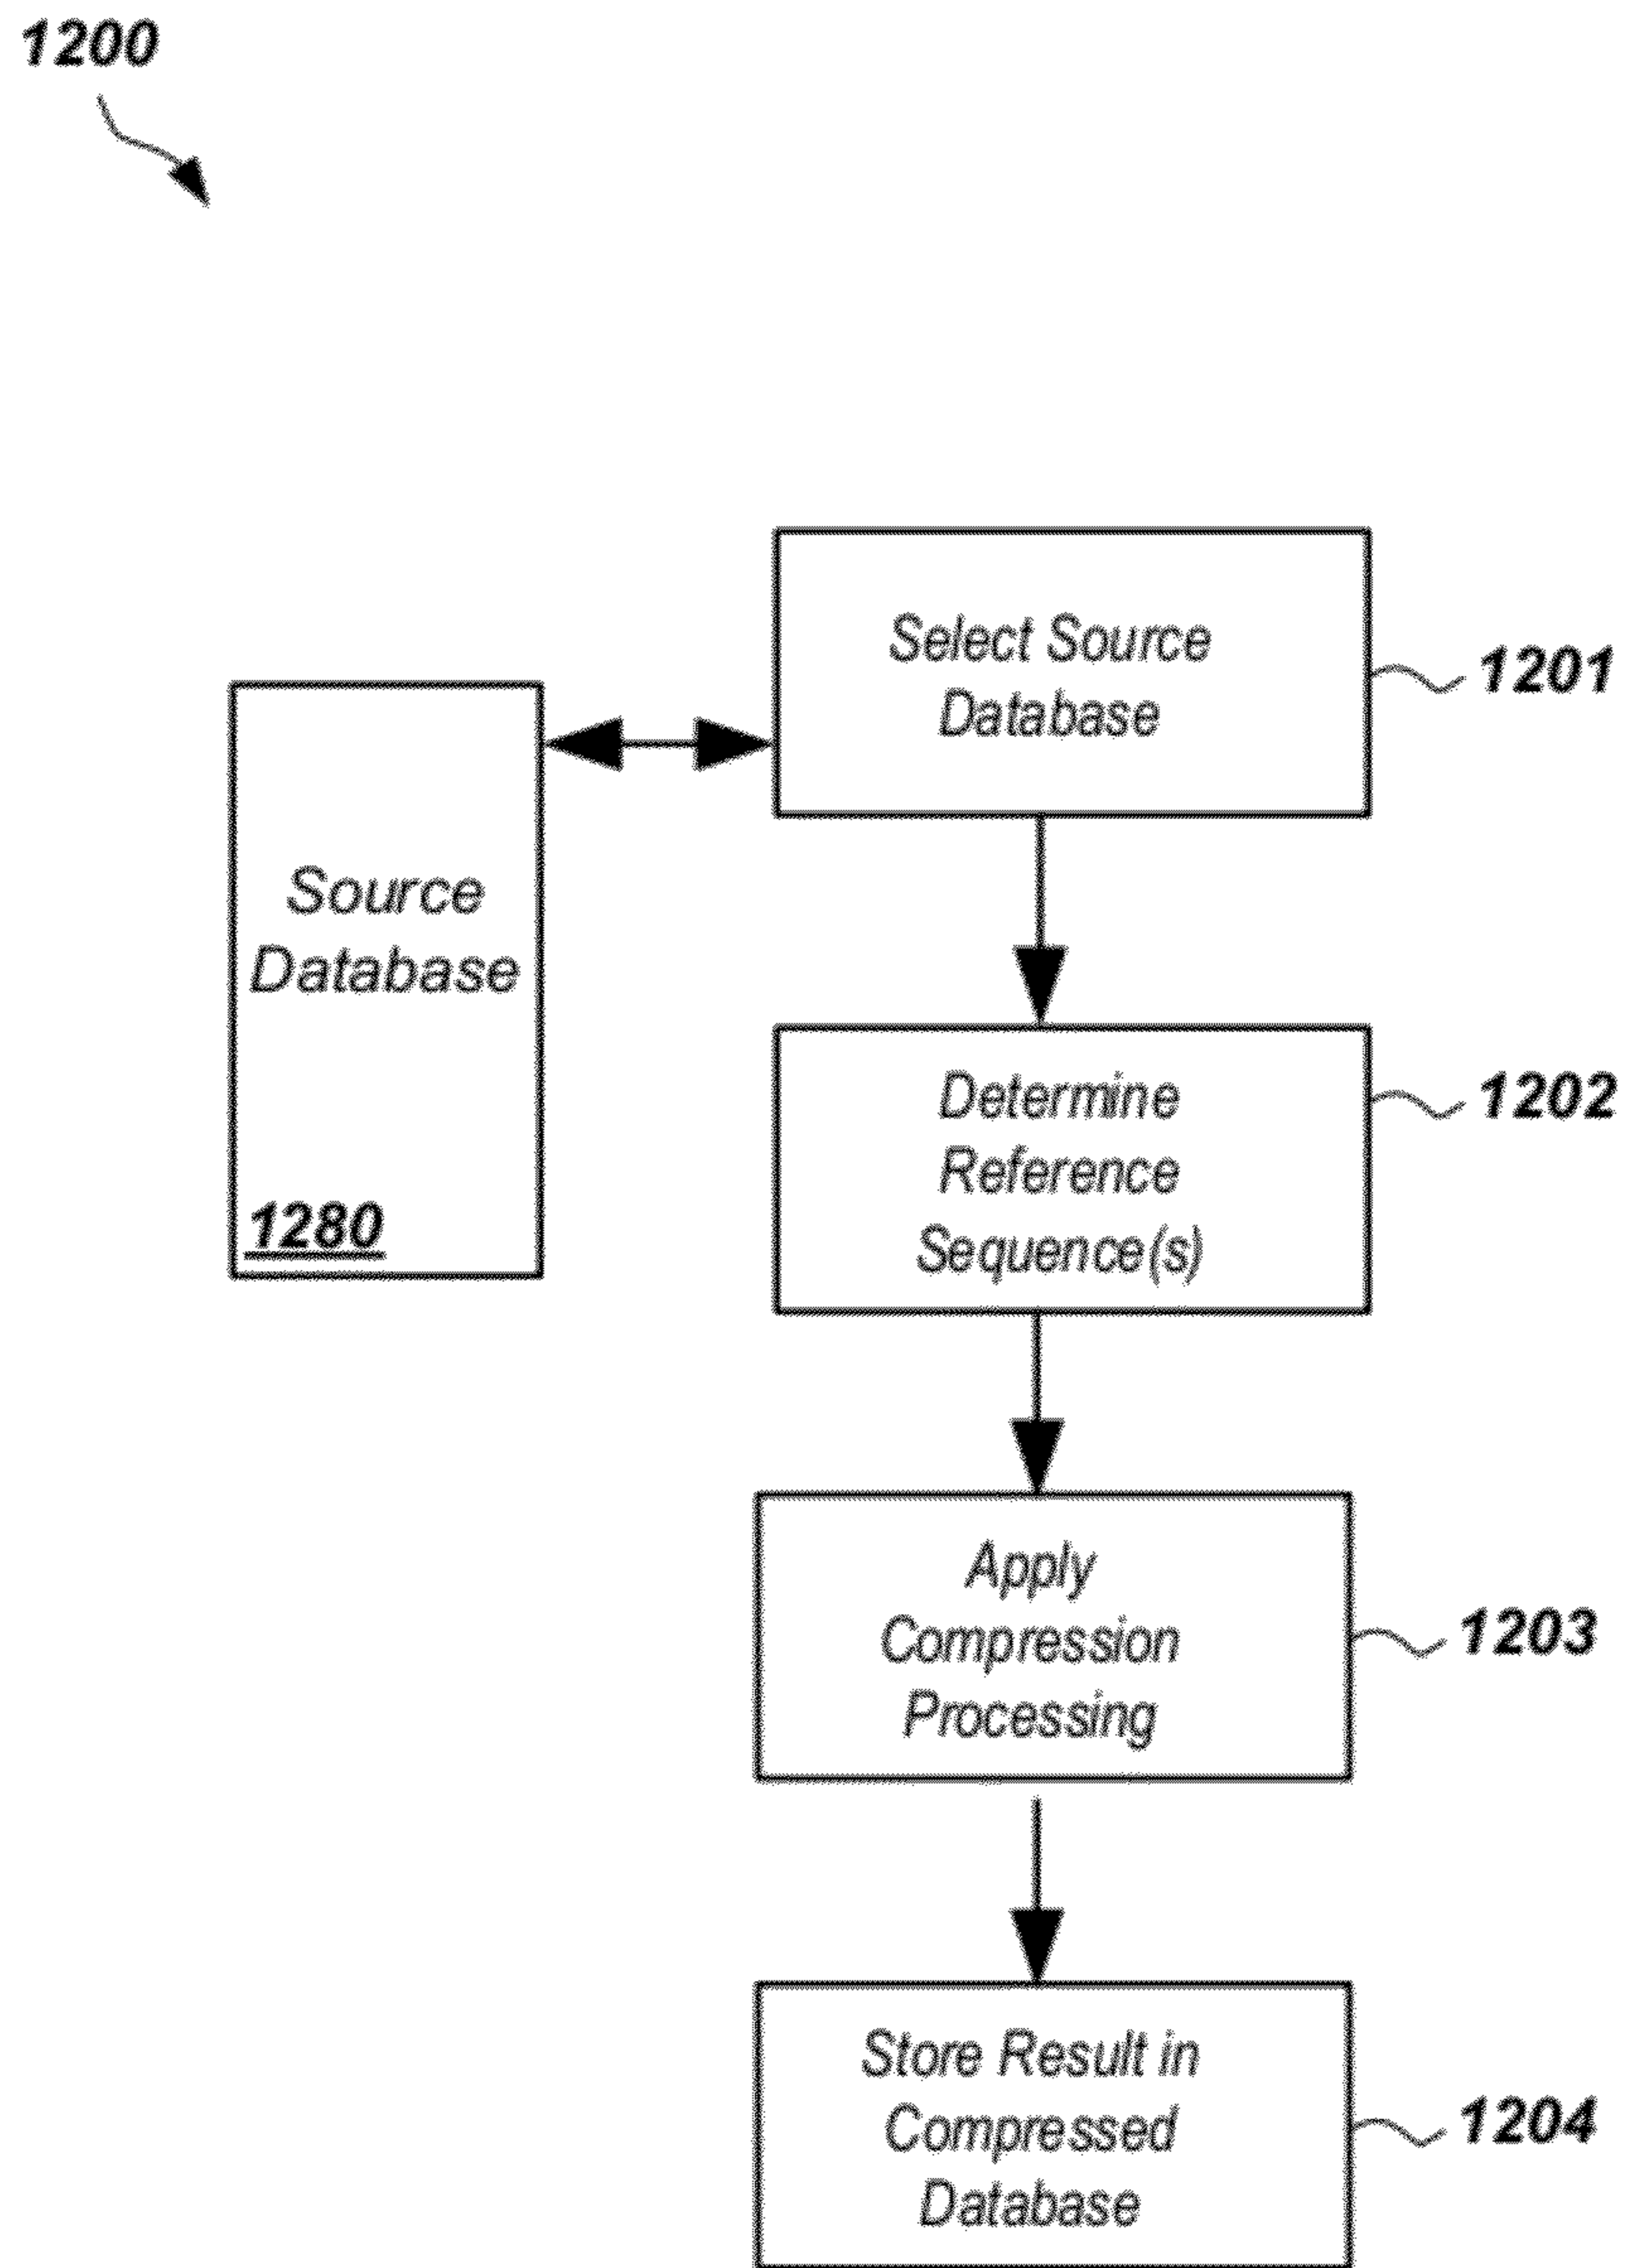 1200
Select Source
Database
1201
Source
Database
1280
Determine
Reference
Sequence(s)
1202
Apply
Compression
Processing
1203
Store Result in
Compressed
Database
1204